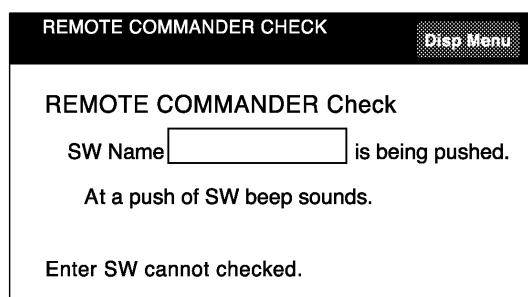 REMOTE COMMANDER CHECK
Disp Menu
REMOTE COMMANDER Check
SW Name is being pushed.
At a push of SW beep sounds.
Enter SW cannot checked.